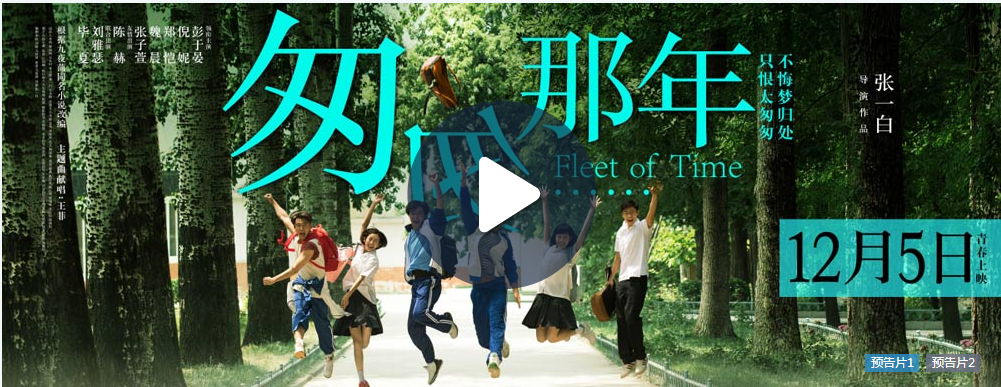 匆匆那年
Fleet of Time
不悔梦归处
只恨太匆匆
张一白
导演作品
彭于晏
倪妮
郑恺
魏晨
张子萱
陈赫
刘雅瑟
毕夏
根据九夜茴同名小说改编
主题曲献唱：王菲
12月5日
青春上映
预告片1
预告片2